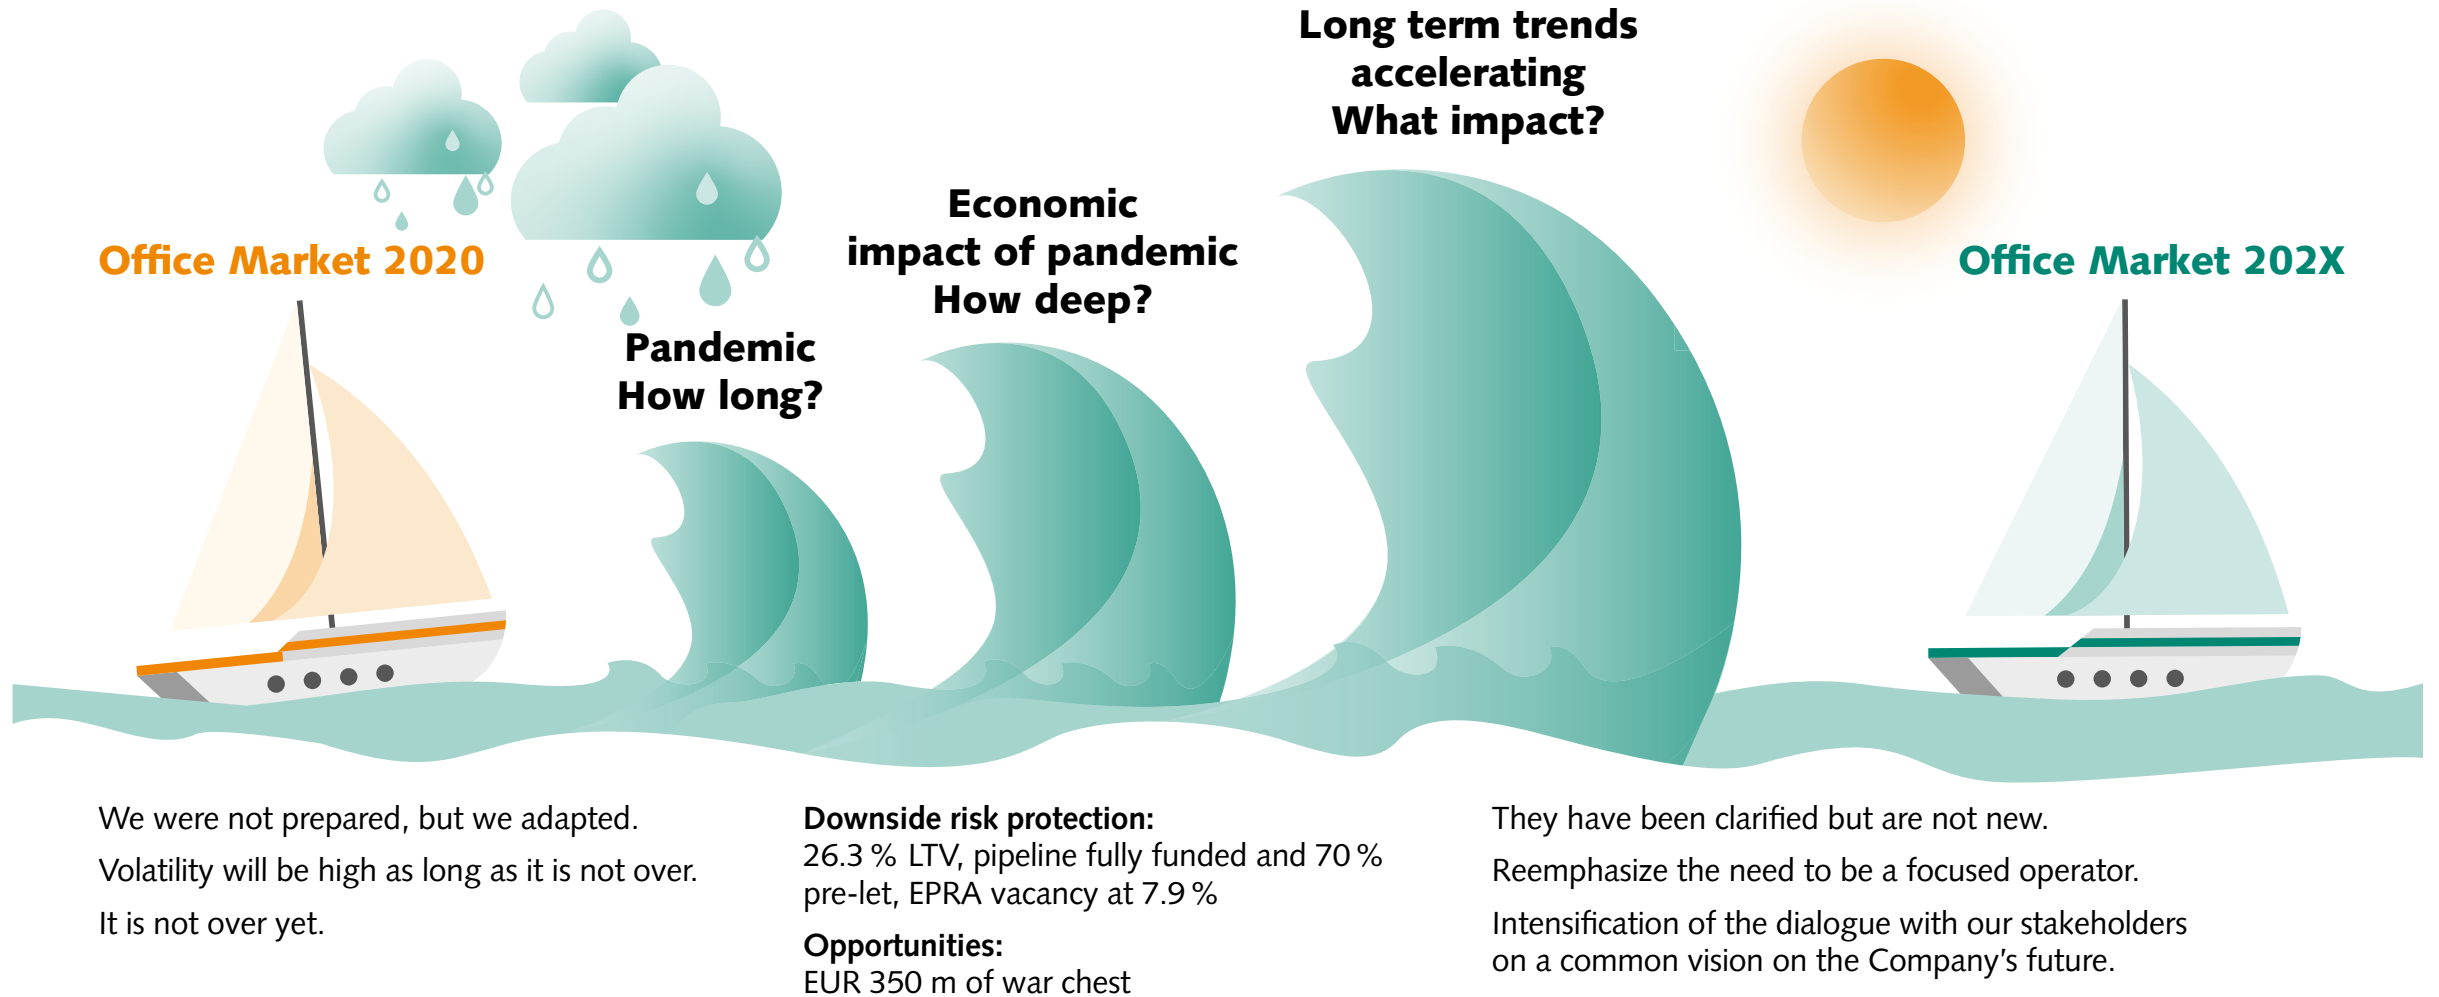 Office Market 2020
Pandemic
How long?
Economic
impact of pandemic
How deep?
Long term trends
accelerating
What impact?
Office Market 202X
We were not prepared, but we adapted.
Volatility will be high as long as it is not over.
It is not over yet.
Downside risk protection:
26.3 % LTV, pipeline fully funded and 70 %
pre-let, EPRA vacancy at 7.9 %
Opportunities:
EUR 350 m of war chest
They have been clarified but are not new.
Reemphasize the need to be a focused operator.
Intensification of the dialogue with our stakeholders
on a common vision on the Company’s future.